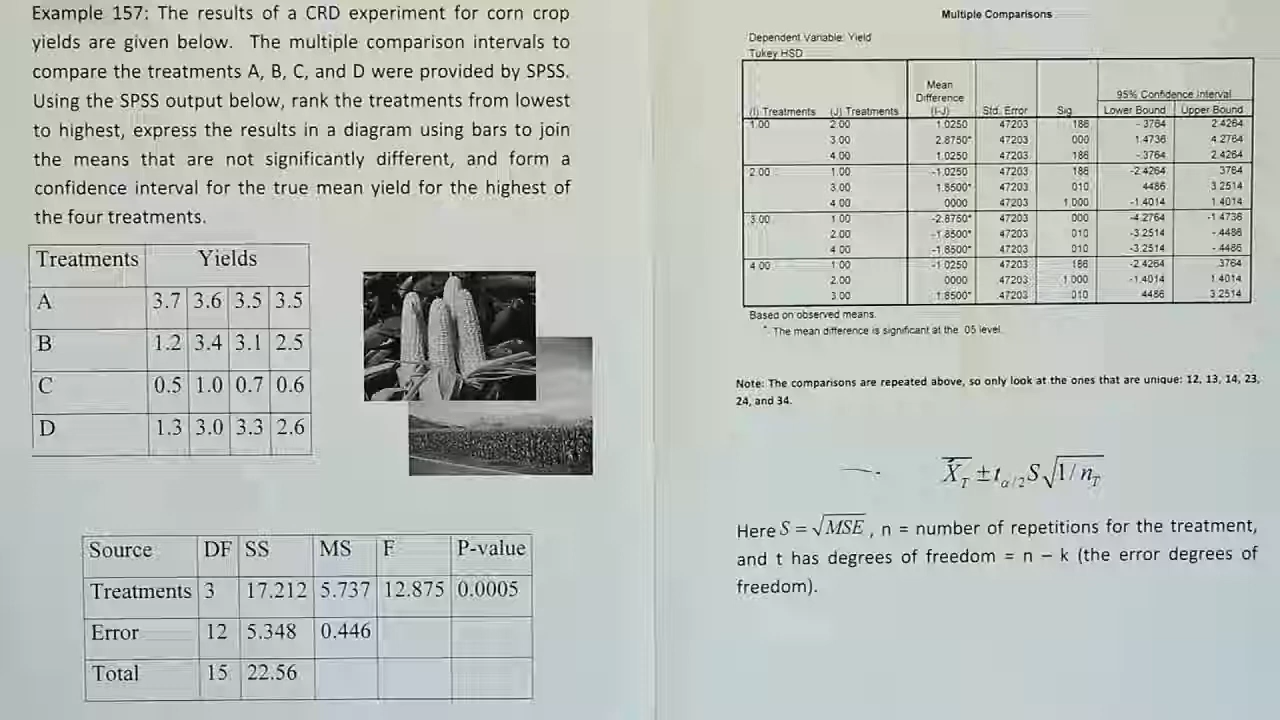 Example 157: The results of a CRD experiment for corn crop
yields are given below. The multiple comparison intervals to
compare the treatments A, B, C, and D were provided by SPSS.
Using the SPSS output below, rank the treatments from lowest
to highest, express the results in a diagram using bars to join
the means that are not significantly different, and form a
confidence interval for the true mean yield for the highest of
the four treatments.
Treatments Yields
A 3.7 3.6 3.5 3.5
B 1.2 3.4 3.1 2.5
C 0.5 1.0 0.7 0.6
D 1.3 3.0 3.3 2.6
Source DF SS MS F P-value
Treatments 3 17.212 5.737 12.875 0.0005
Error 12 5.348 0.446
Total 15 22.56
Multiple Comparisons
Dependent Variable: Yield
Tukey HSD
Mean
Difference
(I-J)
95% Confidence Interval
(I) Treatments (J) Treatments Std. Error Sig. Lower Bound Upper Bound
1.00 2.00 1.0250 .47203 .186 -.3764 2.4264
3.00 2.8750* .47203 .000 1.4736 4.2764
4.00 1.0250 .47203 .186 -.3764 2.4264
2.00 1.00 -1.0250 .47203 .186 -2.4264 .3764
3.00 1.8500* .47203 .010 .4486 3.2514
4.00 .0000 .47203 1.000 -1.4014 1.4014
3.00 1.00 -2.8750* .47203 .000 -4.2764 -1.4736
2.00 -1.8500* .47203 .010 -3.2514 -.4486
4.00 -1.8500* .47203 .010 -3.2514 -.4486
4.00 1.00 -1.0250 .47203 .186 -2.4264 .3764
2.00 .0000 .47203 1.000 -1.4014 1.4014
3.00 1.8500* .47203 .010 .4486 3.2514
Based on observed means.
*. The mean difference is significant at the .05 level.
Note: The comparisons are repeated above, so only look at the ones that are unique: 12, 13, 14, 23,
24, and 34.
X̅_T ± t_α/2 S√1/n_T
Here S = √MSE , n = number of repetitions for the treatment,
and t has degrees of freedom = n – k (the error degrees of
freedom).